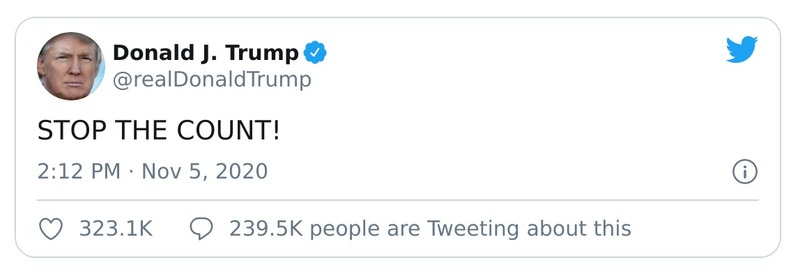 Donald J. Trump
@realDonaldTrump
STOP THE COUNT!
2:12 PM · Nov 5, 2020
323.1K 239.5K people are Tweeting about this